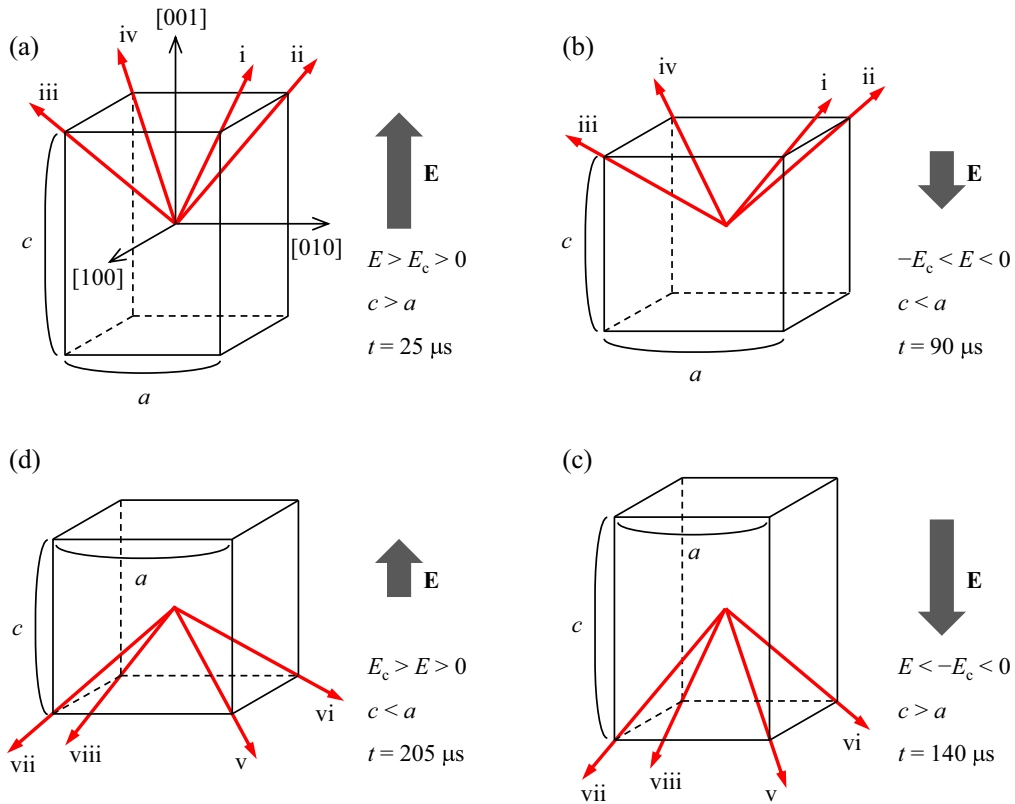 (a)
[001]
iv
i
ii
iii
E
c
[010]
[100]
E > Ec > 0
c > a
t = 25 μs
a
(b)
iv
i
ii
iii
E
c
−Ec < E < 0
c < a
t = 90 μs
a
(d)
a
E
c
Ec > E > 0
c < a
t = 205 μs
vi
vii
viii
v
(c)
a
E
c
E < −Ec < 0
c > a
t = 140 μs
vi
viii
vii
v